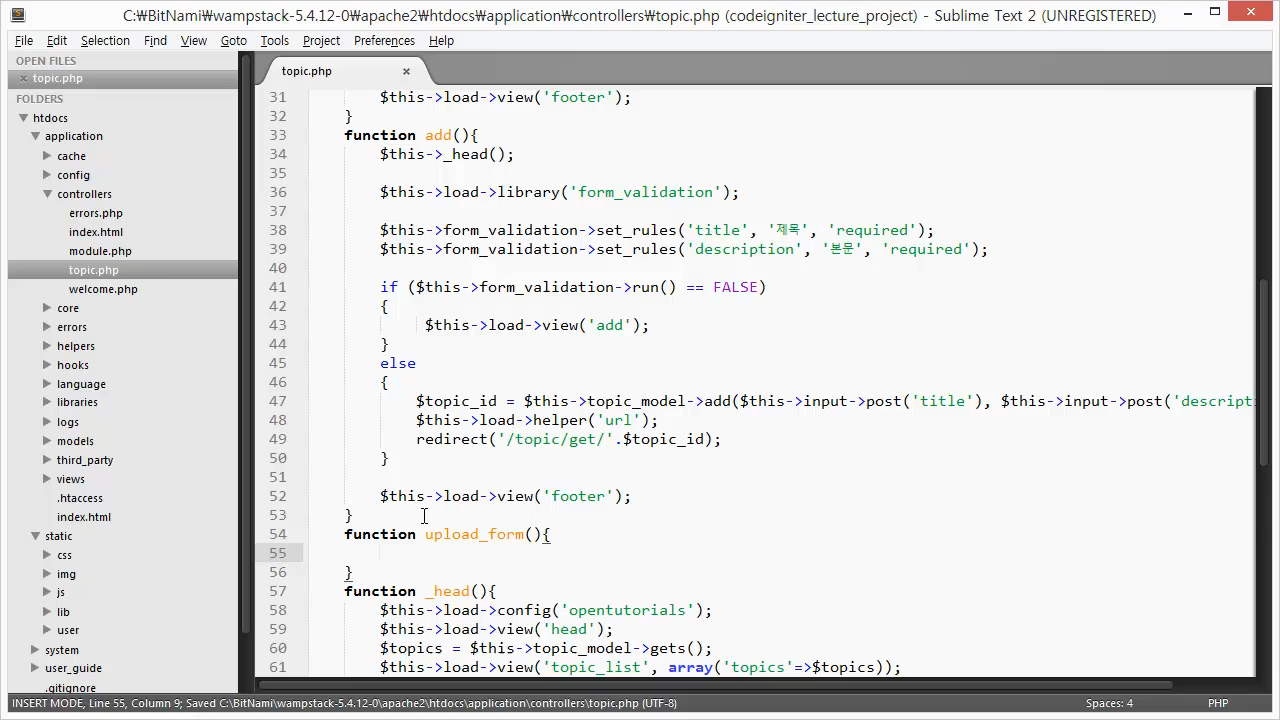 C:₩BitNami₩wampstack-5.4.12-0₩apache2₩htdocs₩application₩controllers₩topic.php (codeigniter_lecture_project) - Sublime Text 2 (UNREGISTERED)
File Edit Selection Find View Goto Tools Project Preferences Help
OPEN FILES
topic.php
FOLDERS
htdocs
application
cache
config
controllers
errors.php
index.html
module.php
topic.php
welcome.php
core
errors
helpers
hooks
language
libraries
logs
models
third_party
views
.htaccess
index.html
static
css
img
js
lib
user
system
user_guide
.gitignore
topic.php
31 $this->load->view('footer');
32 }
33 function add(){
34 $this->_head();
35
36 $this->load->library('form_validation');
37
38 $this->form_validation->set_rules('title', '제목', 'required');
39 $this->form_validation->set_rules('description', '본문', 'required');
40
41 if ($this->form_validation->run() == FALSE)
42 {
43 $this->load->view('add');
44 }
45 else
46 {
47 $topic_id = $this->topic_model->add($this->input->post('title'), $this->input->post('descripti
48 $this->load->helper('url');
49 redirect('/topic/get/'.$topic_id);
50 }
51
52 $this->load->view('footer');
53 }
54 function upload_form(){
55
56 }
57 function _head(){
58 $this->load->config('opentutorials');
59 $this->load->view('head');
60 $topics = $this->topic_model->gets();
61 $this->load->view('topic_list', array('topics'=>$topics));
INSERT MODE, Line 55, Column 9; Saved C:\BitNami\wampstack-5.4.12-0\apache2\htdocs\application\controllers\topic.php (UTF-8)
Spaces: 4
PHP